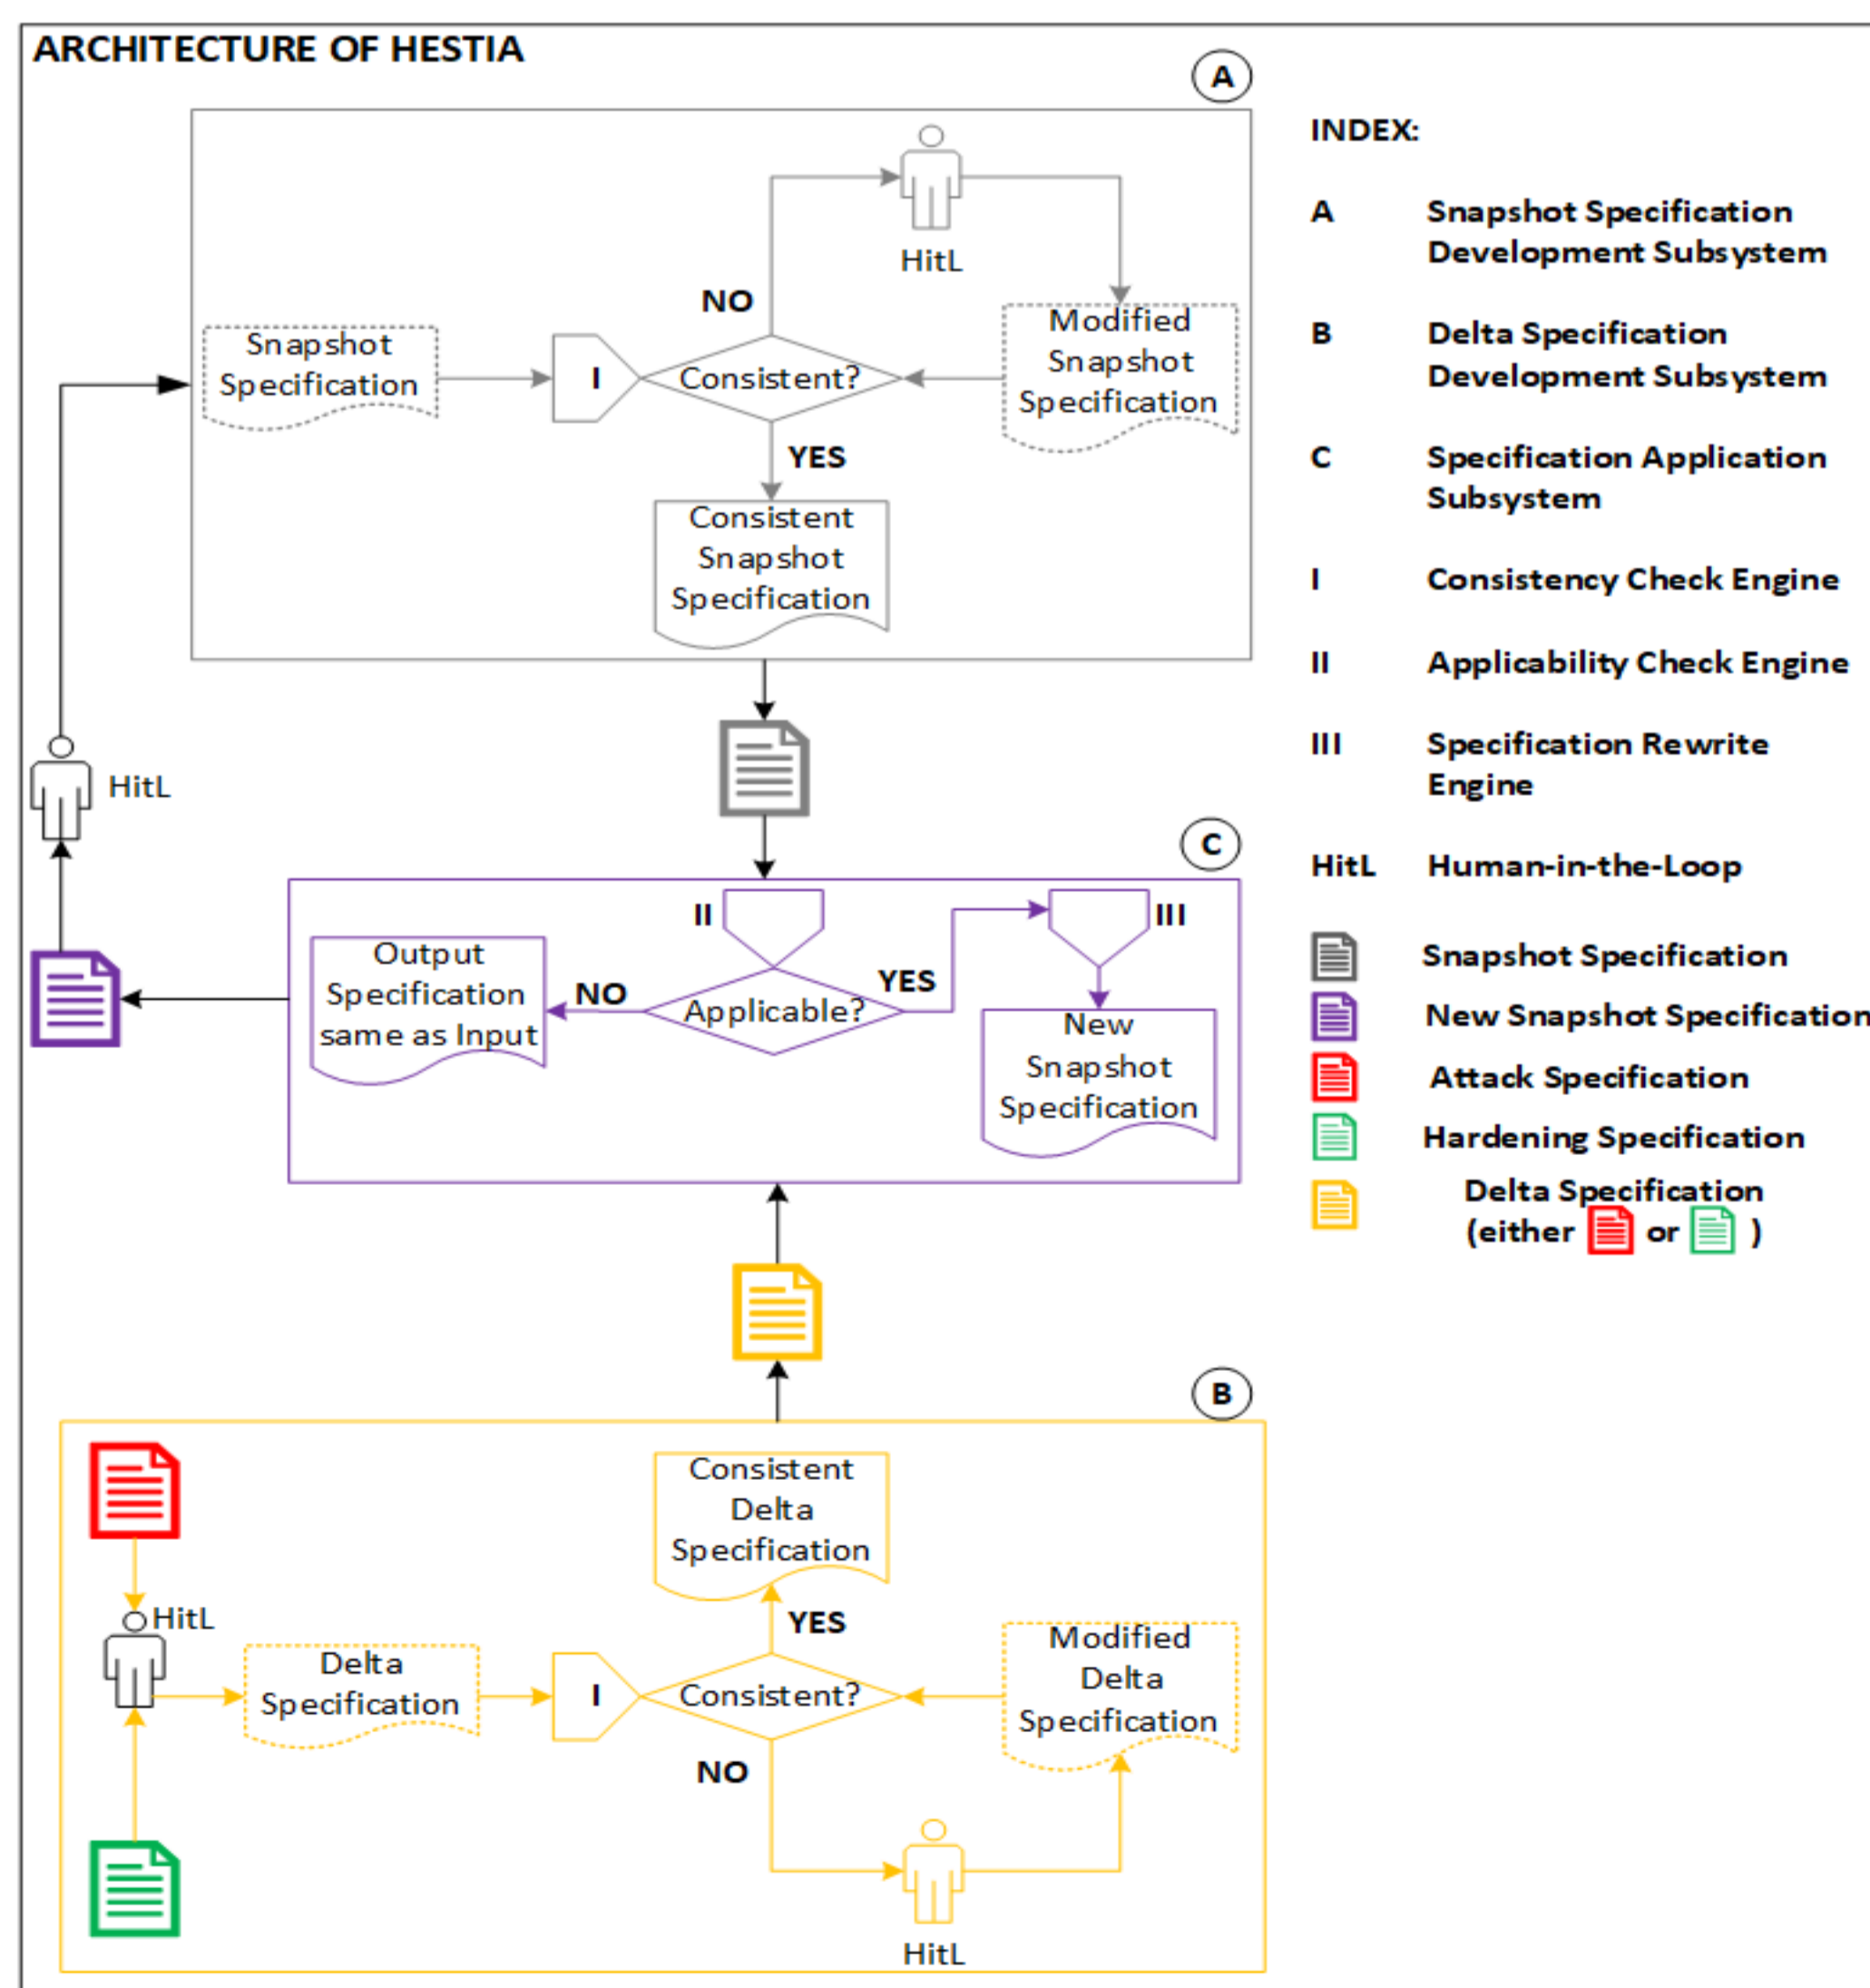 ARCHITECTURE OF HESTIA
A
HitL
NO
Snapshot
Specification
I
Consistent?
Modified
Snapshot
Specification
YES
Consistent
Snapshot
Specification
HitL
C
II
III
Output
Specification
same as Input
NO
Applicable?
YES
New
Snapshot
Specification
B
Consistent
Delta
Specification
HitL
YES
Delta
Specification
I
Consistent?
Modified
Delta
Specification
NO
HitL
INDEX:
A Snapshot Specification
Development Subsystem
B Delta Specification
Development Subsystem
C Specification Application
Subsystem
I Consistency Check Engine
II Applicability Check Engine
III Specification Rewrite
Engine
HitL Human-in-the-Loop
Snapshot Specification
New Snapshot Specification
Attack Specification
Hardening Specification
Delta Specification
(either or )